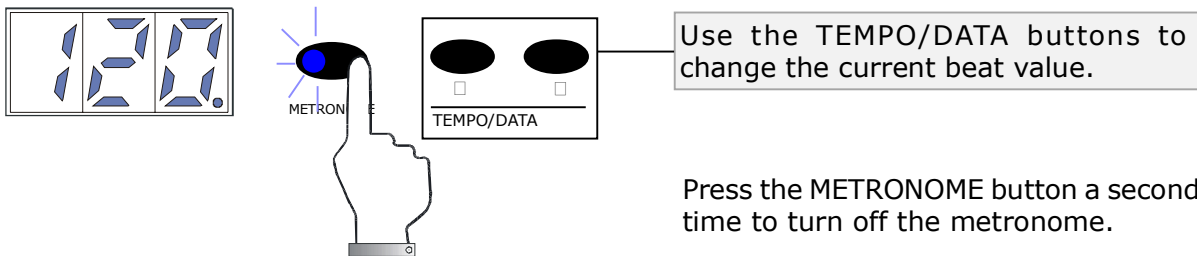 120.
METRONOME
TEMPO/DATA
Use the TEMPO/DATA buttons to
change the current beat value.
Press the METRONOME button a second
time to turn off the metronome.